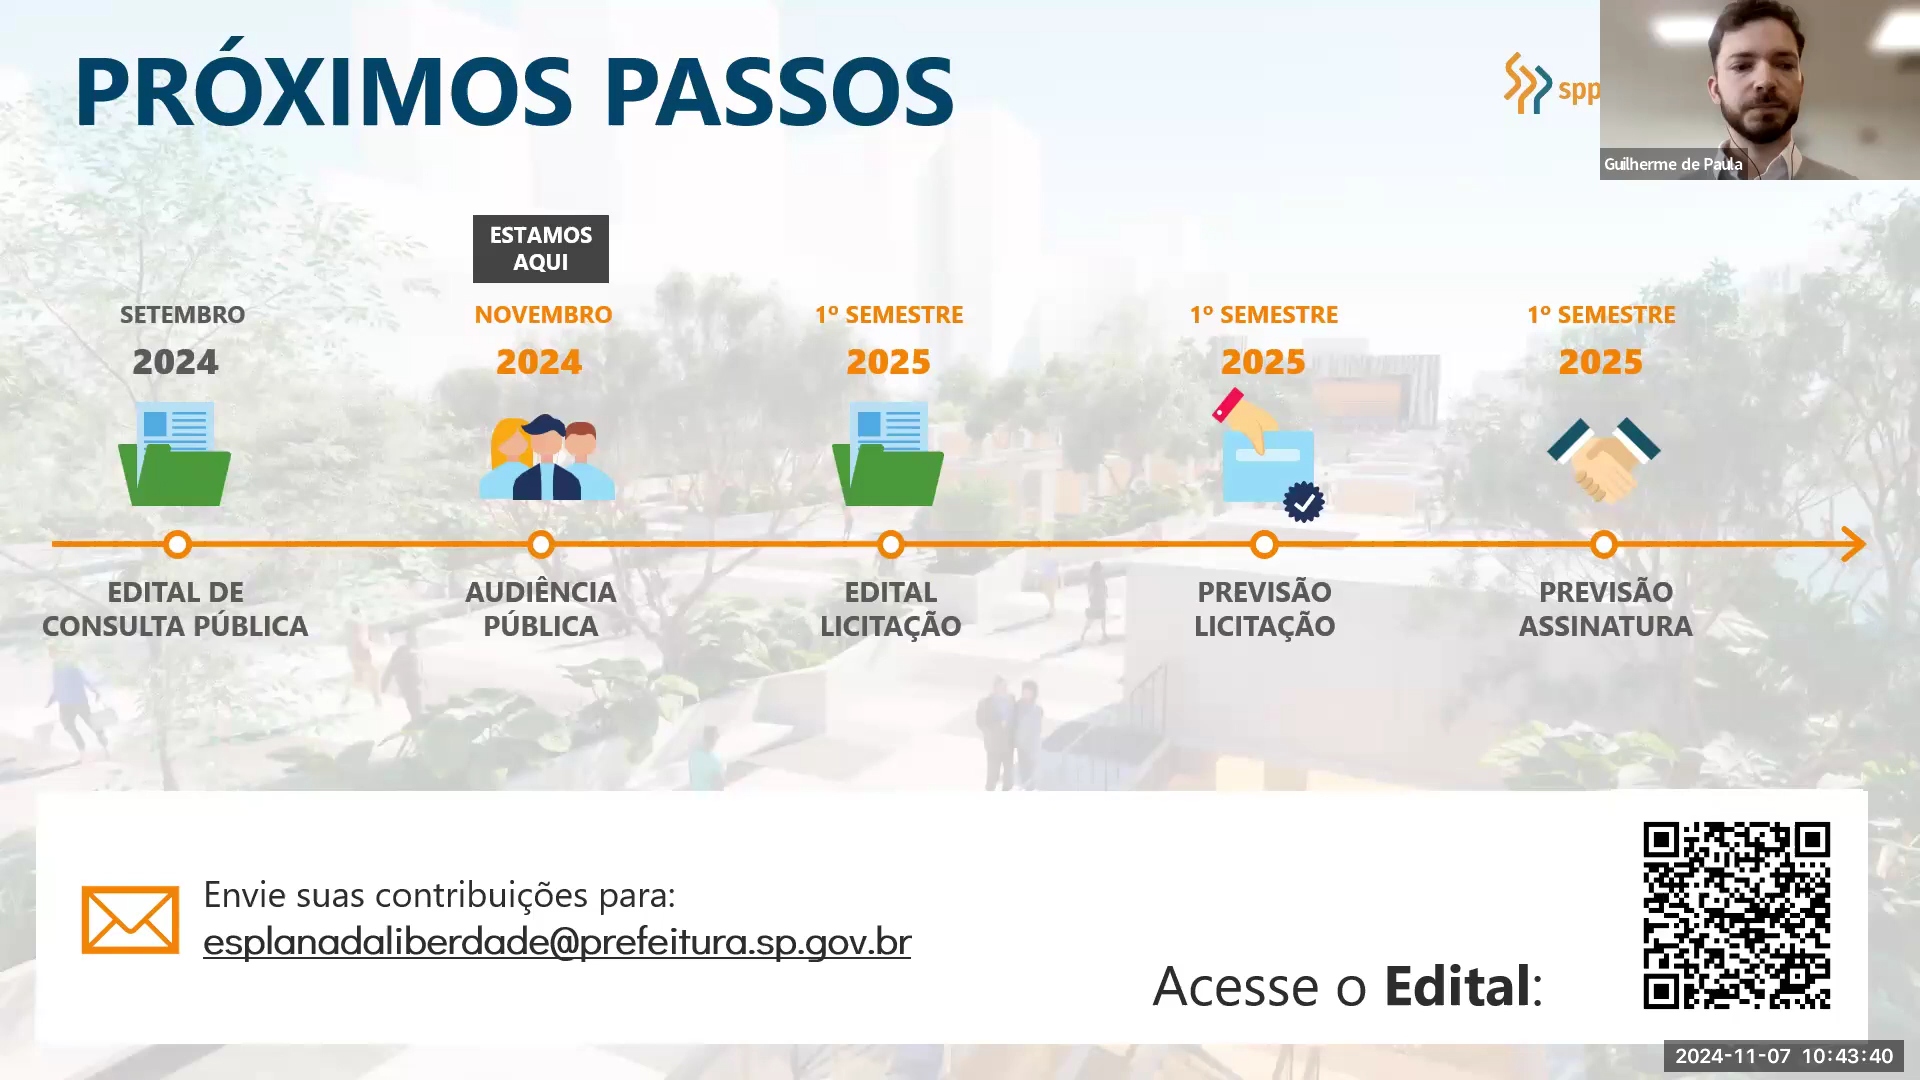 PRÓXIMOS PASSOS
spp
Guilherme de Paula
ESTAMOS
AQUI
SETEMBRO
2024
NOVEMBRO
2024
1º SEMESTRE
2025
1º SEMESTRE
2025
1º SEMESTRE
2025
EDITAL DE
CONSULTA PÚBLICA
AUDIÊNCIA
PÚBLICA
EDITAL
LICITAÇÃO
PREVISÃO
LICITAÇÃO
PREVISÃO
ASSINATURA
Envie suas contribuições para:
esplanadaliberdade@prefeitura.sp.gov.br
Acesse o Edital:
2024-11-07 10:43:40